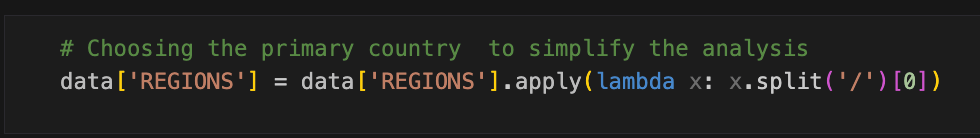 # Choosing the primary country  to simplify the analysis
data['REGIONS'] = data['REGIONS'].apply(lambda x: x.split('/')[0])